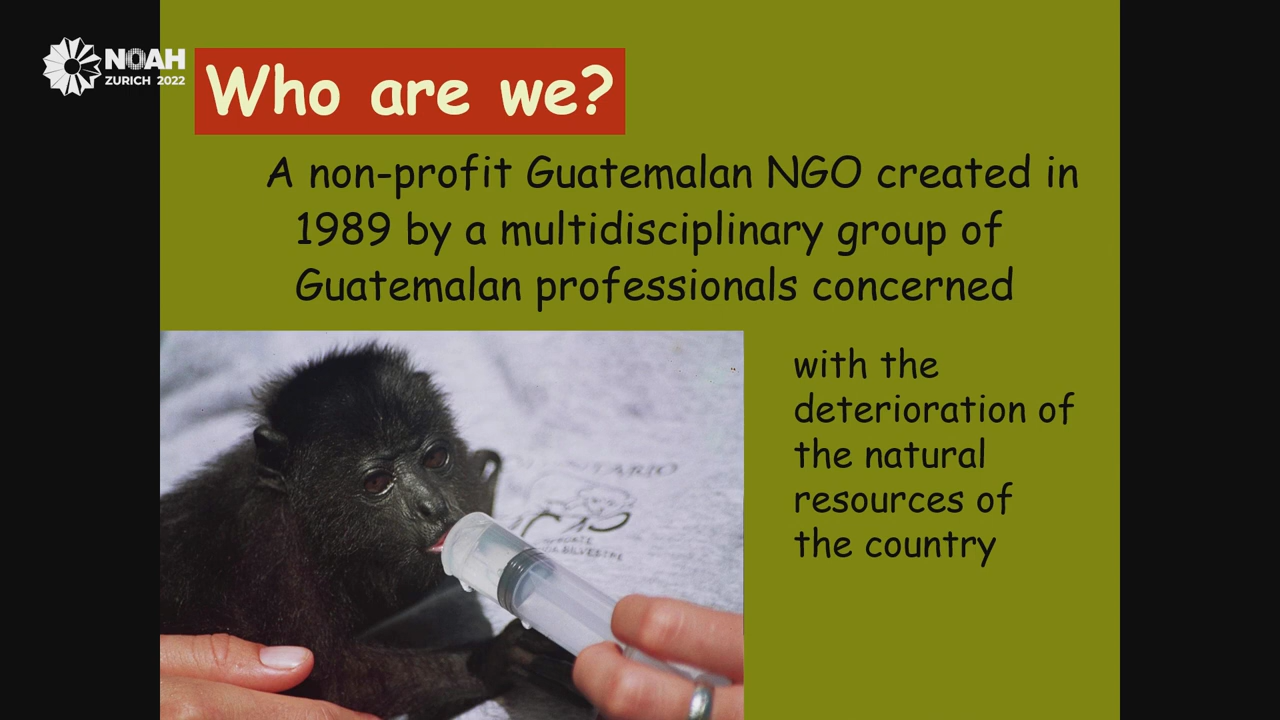 NOAH
ZURICH 2022
Who are we?
A non-profit Guatemalan NGO created in
1989 by a multidisciplinary group of
Guatemalan professionals concerned
with the
deterioration of
the natural
resources of
the country